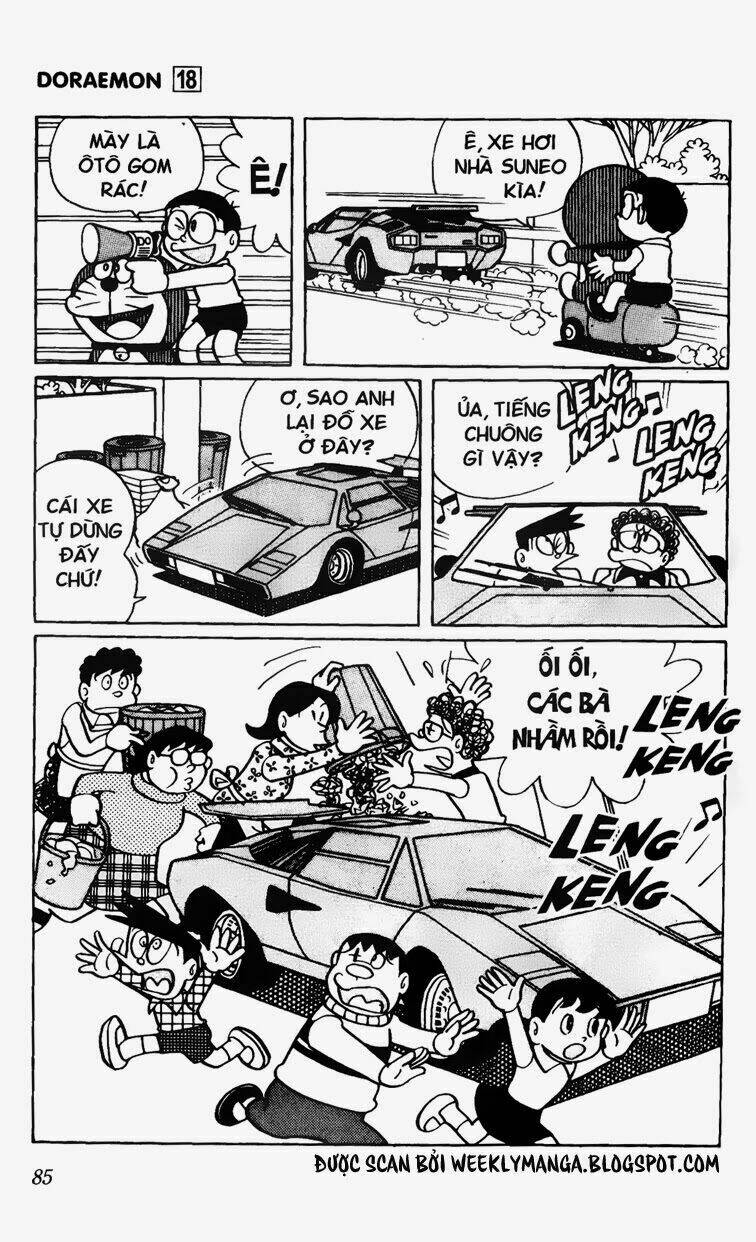 DORAEMON 18
MÀY LÀ
ÔTÔ GOM
RÁC!
Ê!
DO
Ê, XE HƠI
NHÀ SUNEO
KÌA!
Ơ, SAO ANH
LẠI ĐỖ XE
Ở ĐÂY?
CÁI XE
TỰ DỪNG
ĐẤY
CHỨ!
ỦA, TIẾNG
CHUÔNG
GÌ VẬY?
LENG
KENG
LENG
KENG
ỐI ỐI,
CÁC BÀ
NHẦM RỒI!
LENG
KENG
LENG
KENG
ĐƯỢC SCAN BỞI WEEKLYMANGA.BLOGSPOT.COM
85